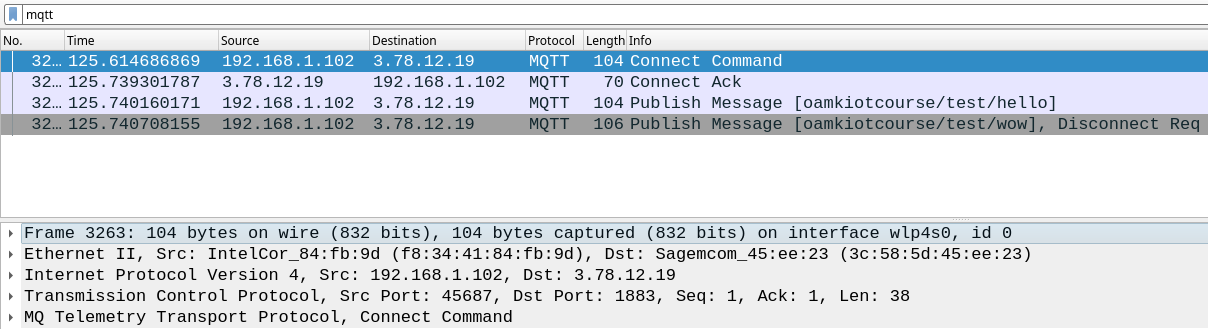 mqtt
No. Time Source Destination Protocol Length Info
32… 125.614686869 192.168.1.102 3.78.12.19 MQTT 104 Connect Command
32… 125.739301787 3.78.12.19 192.168.1.102 MQTT 70 Connect Ack
32… 125.740160171 192.168.1.102 3.78.12.19 MQTT 104 Publish Message [oamkiotcourse/test/hello]
32… 125.740708155 192.168.1.102 3.78.12.19 MQTT 106 Publish Message [oamkiotcourse/test/wow], Disconnect Req
Frame 3263: 104 bytes on wire (832 bits), 104 bytes captured (832 bits) on interface wlp4s0, id 0
Ethernet II, Src: IntelCor_84:fb:9d (f8:34:41:84:fb:9d), Dst: Sagemcom_45:ee:23 (3c:58:5d:45:ee:23)
Internet Protocol Version 4, Src: 192.168.1.102, Dst: 3.78.12.19
Transmission Control Protocol, Src Port: 45687, Dst Port: 1883, Seq: 1, Ack: 1, Len: 38
MQ Telemetry Transport Protocol, Connect Command